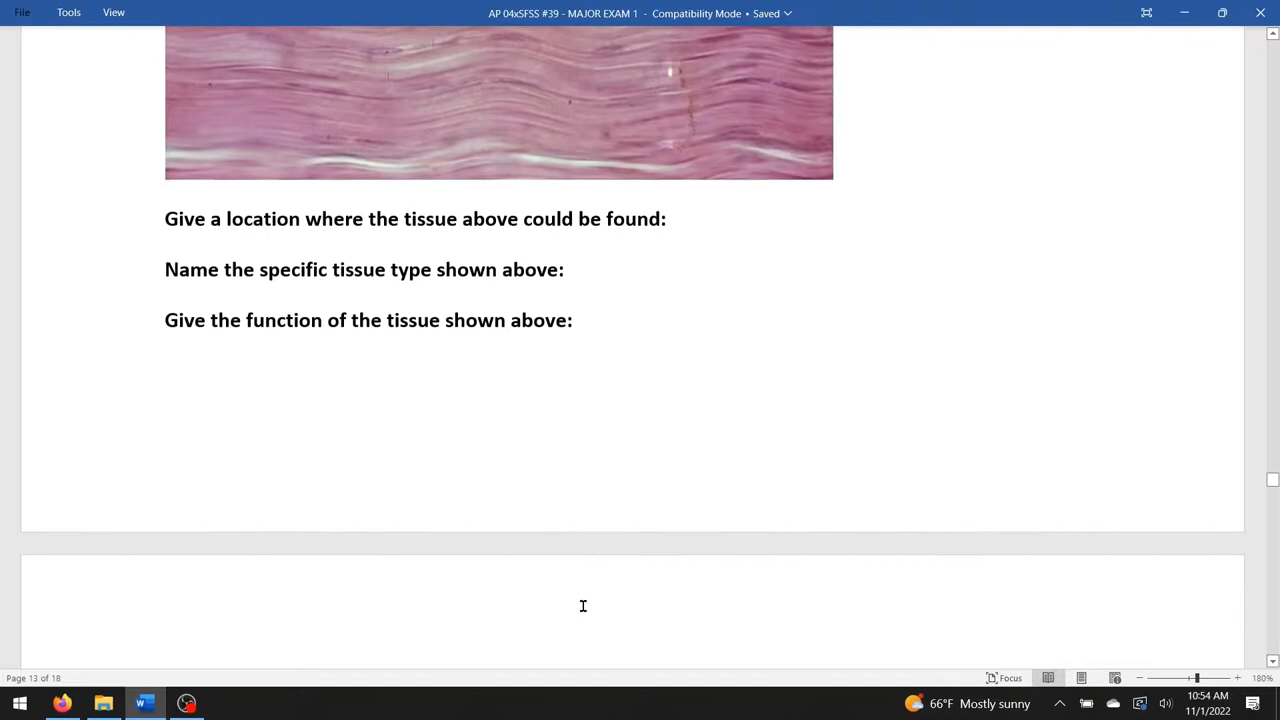 File Tools View AP 04xSFSS #39 - MAJOR EXAM 1 - Compatibility Mode • Saved
Give a location where the tissue above could be found:
Name the specific tissue type shown above:
Give the function of the tissue shown above:
Page 13 of 18 Focus 180%
66°F Mostly sunny 10:54 AM
11/1/2022